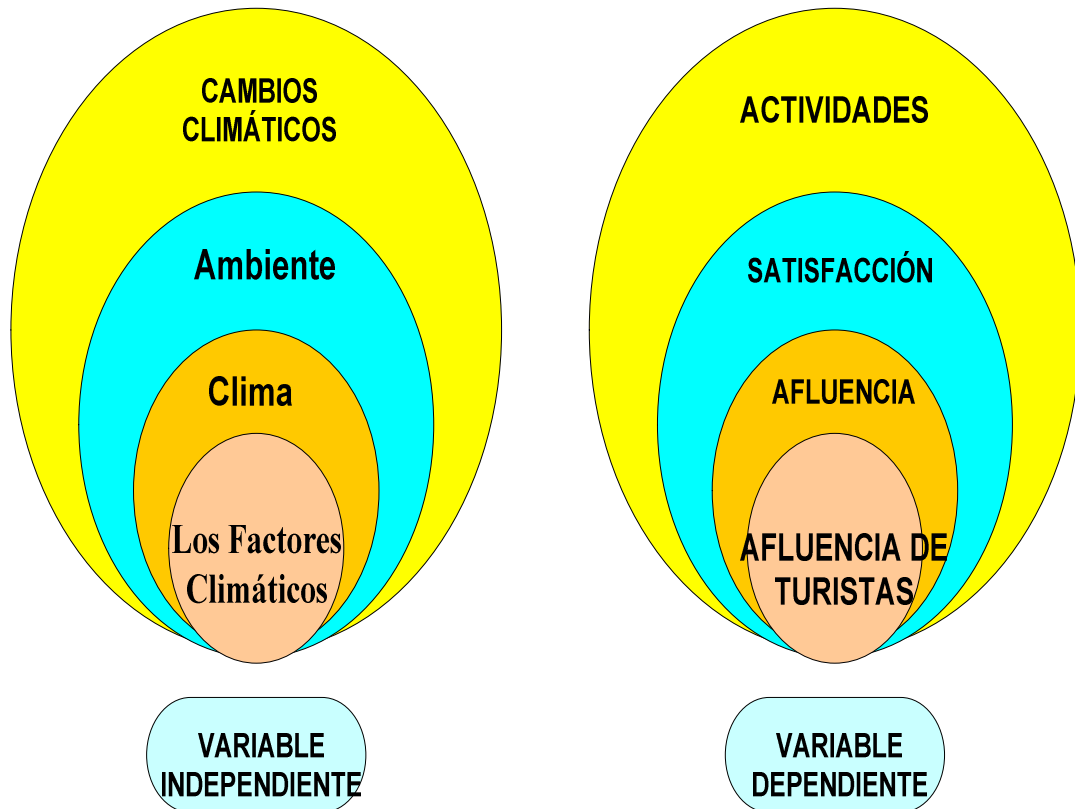 CAMBIOS
CLIMÁTICOS
Ambiente
Clima
Los Factores
Climáticos
VARIABLE
INDEPENDIENTE
ACTIVIDADES
SATISFACCIÓN
AFLUENCIA
AFLUENCIA DE
TURISTAS
VARIABLE
DEPENDIENTE